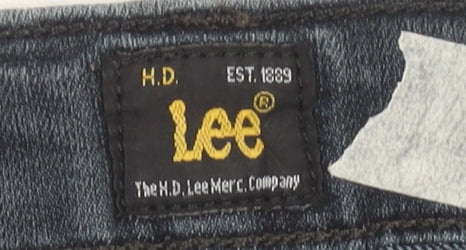 H.D. EST. 1889
Lee®
The H.D. Lee Merc. Company